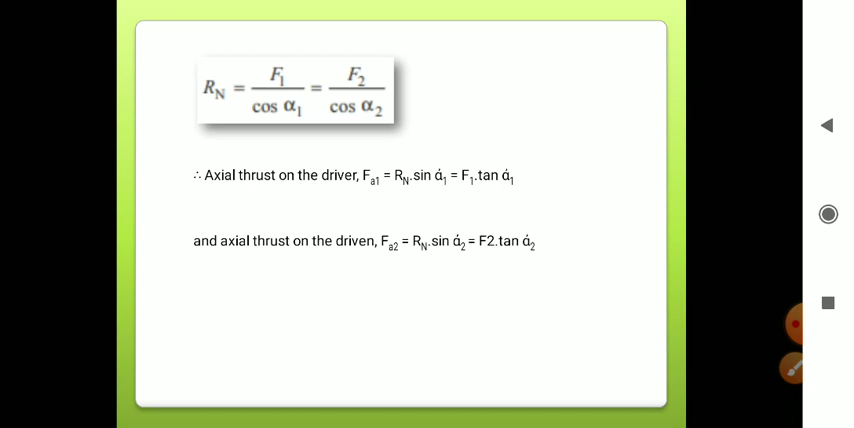 R_N = F_1 / cos α_1 = F_2 / cos α_2
∴ Axial thrust on the driver, F_a1 = R_N.sin ά_1 = F_1.tan ά_1
and axial thrust on the driven, F_a2 = R_N.sin ά_2 = F2.tan ά_2